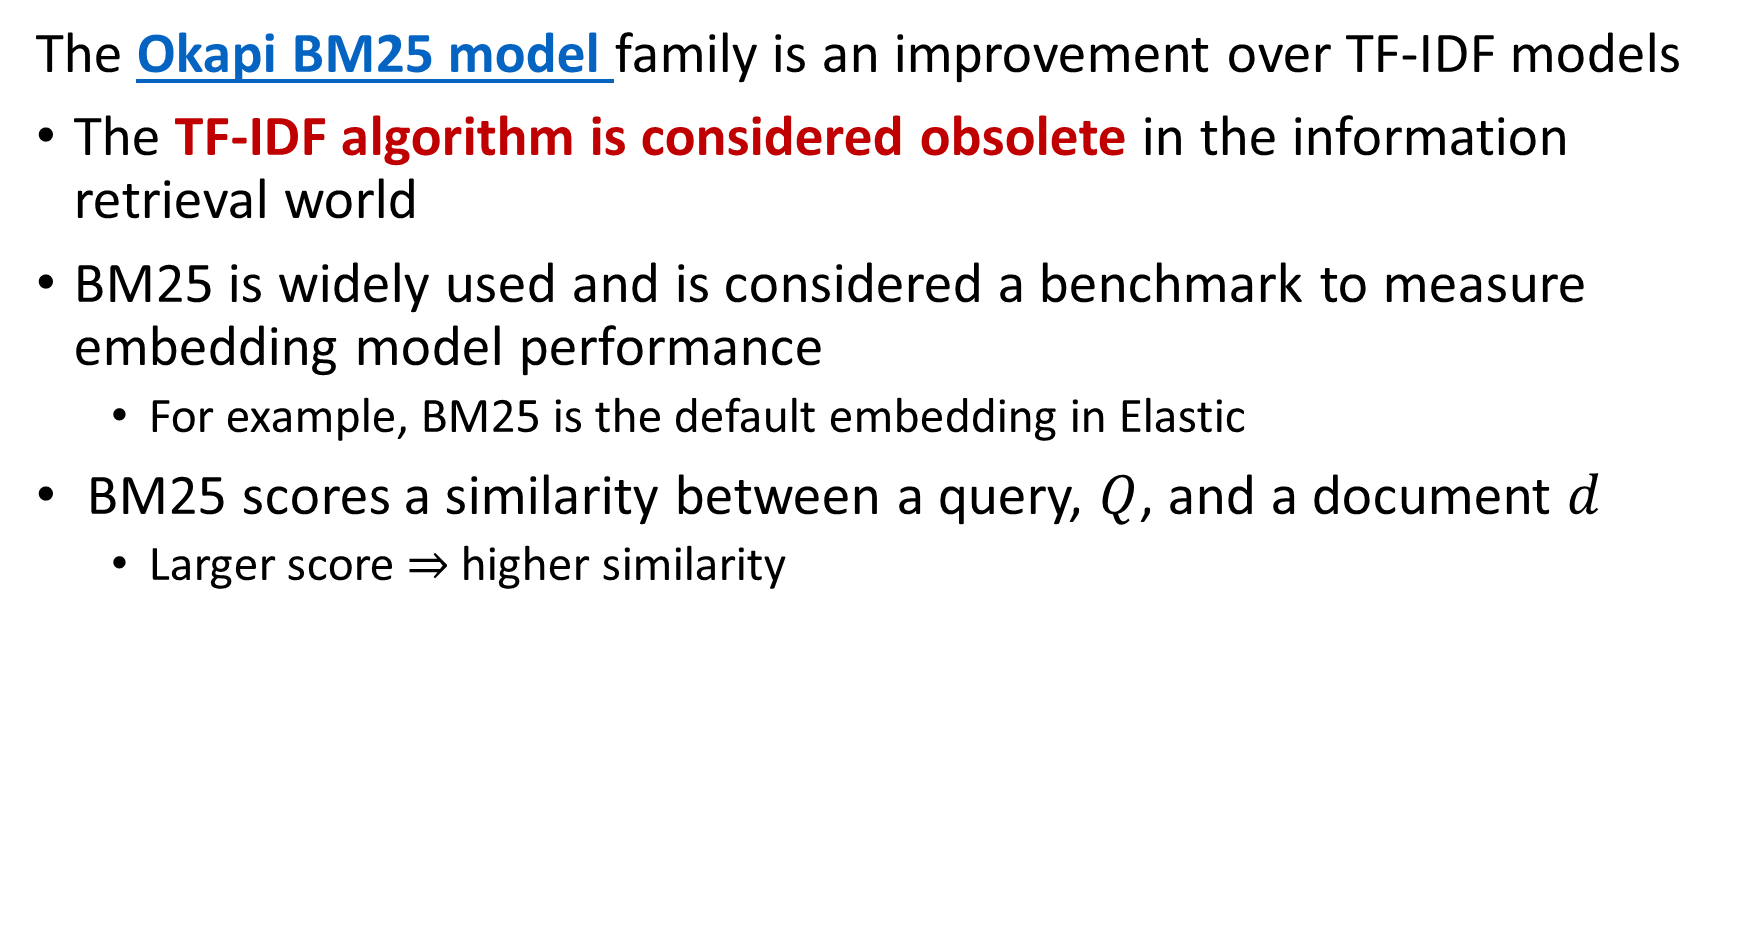 The Okapi BM25 model family is an improvement over TF-IDF models
• The TF-IDF algorithm is considered obsolete in the information
retrieval world
• BM25 is widely used and is considered a benchmark to measure
embedding model performance
• For example, BM25 is the default embedding in Elastic
• BM25 scores a similarity between a query, Q, and a document d
• Larger score ⇒ higher similarity